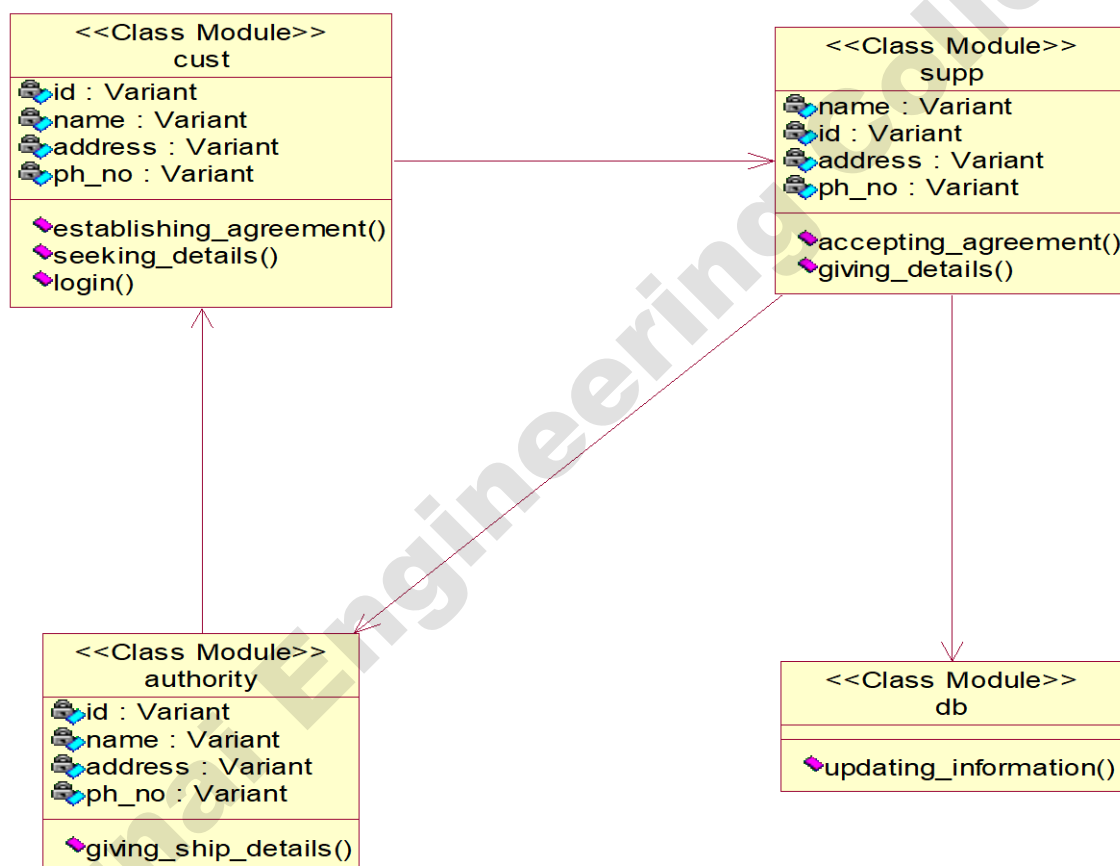 <<Class Module>>
cust
id : Variant
name : Variant
address : Variant
ph_no : Variant
establishing_agreement()
seeking_details()
login()
<<Class Module>>
supp
name : Variant
id : Variant
address : Variant
ph_no : Variant
accepting_agreement()
giving_details()
<<Class Module>>
authority
id : Variant
name : Variant
address : Variant
ph_no : Variant
giving_ship_details()
<<Class Module>>
db
updating_information()
Engineering